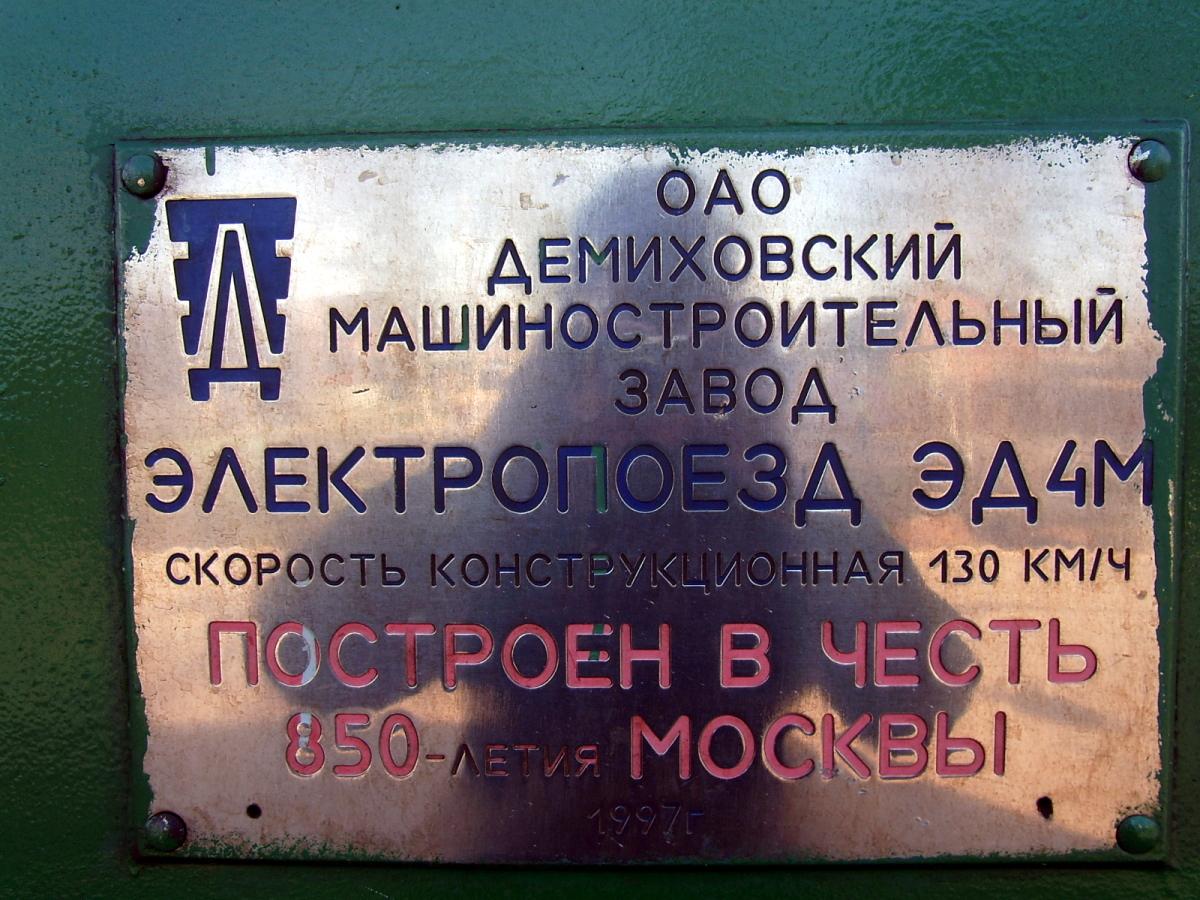 ОАО
ДЕМИХОВСКИЙ
МАШИНОСТРОИТЕЛЬНЫЙ
ЗАВОД
ЭЛЕКТРОПОЕЗД ЭД4М
СКОРОСТЬ КОНСТРУКЦИОННАЯ 130 КМ/Ч
ПОСТРОЕН В ЧЕСТЬ
850-ЛЕТИЯ МОСКВЫ
1997г